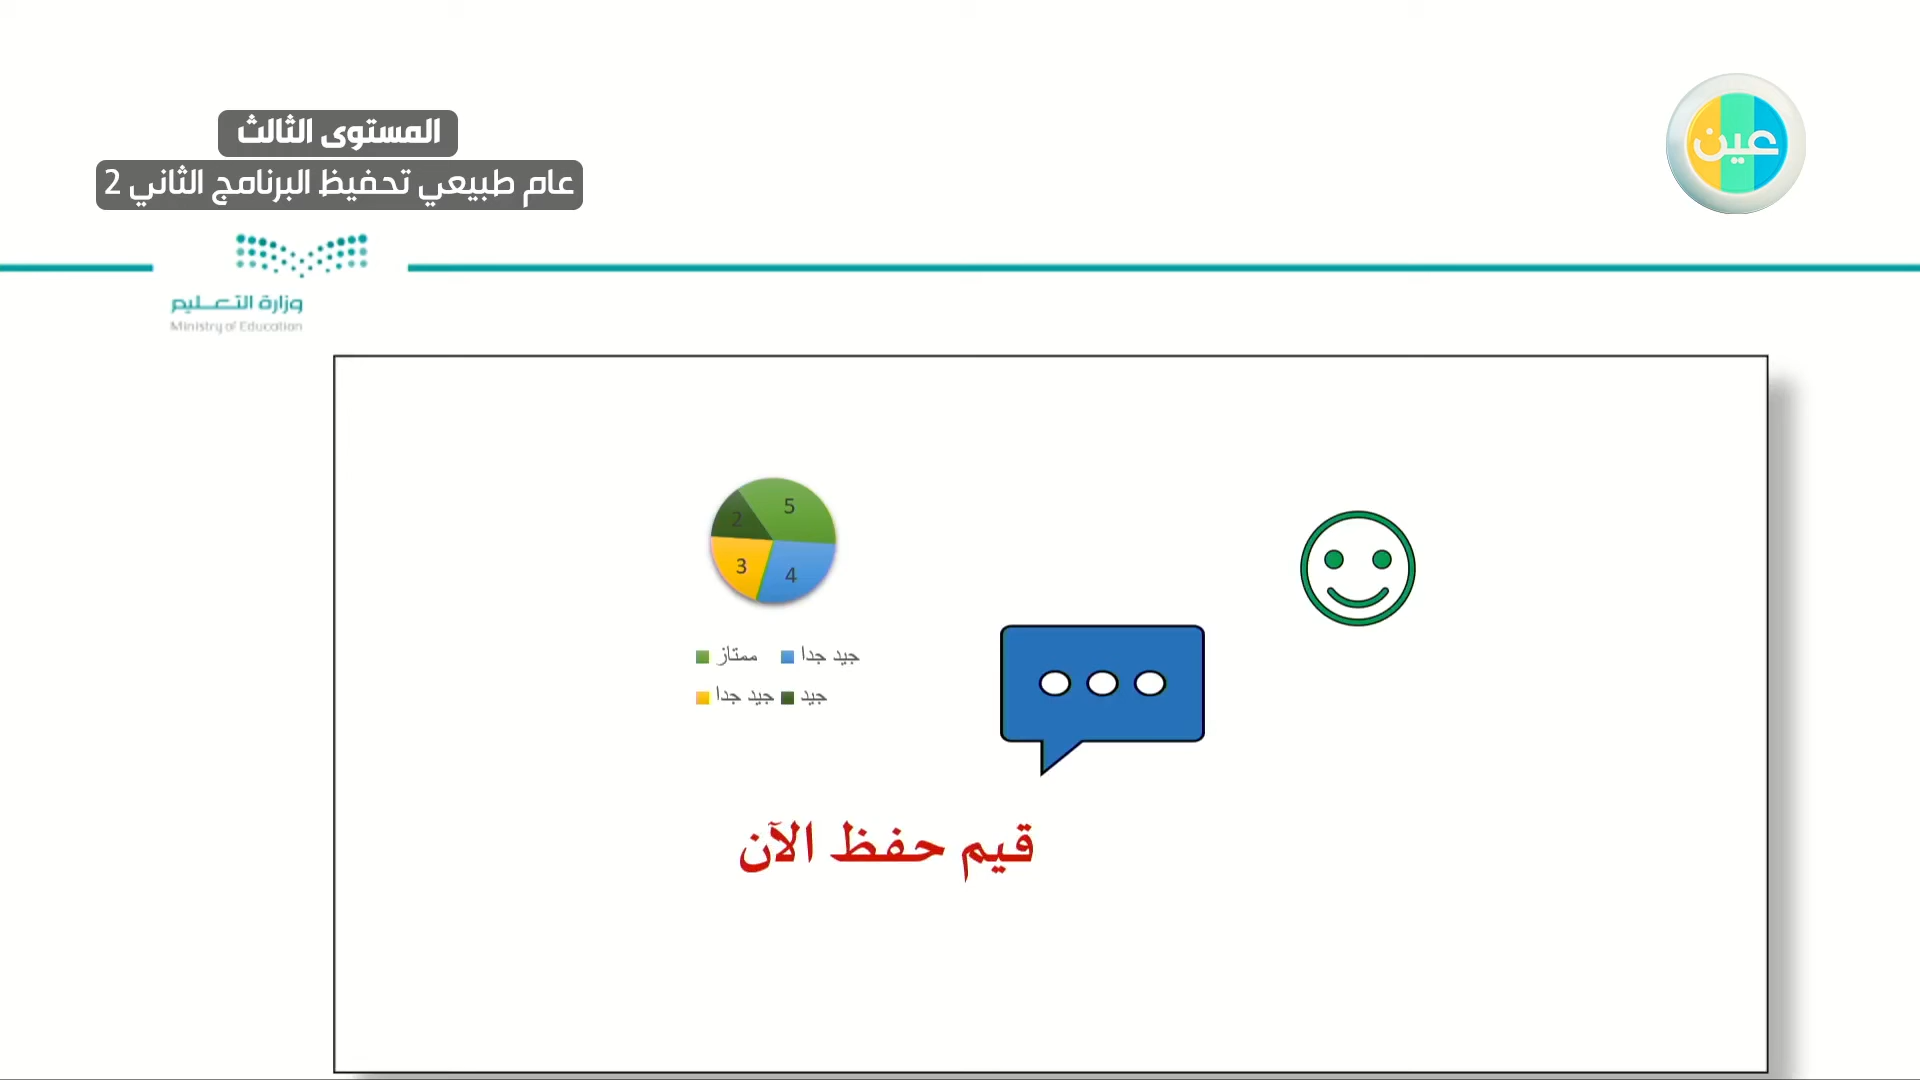 المستوى الثالث
عام طبيعي تحفيظ البرنامج الثاني 2
عين
وزارة التعليم
Ministry of Education
5
2
3
4
ممتاز
جيد جدا
جيد جدا
جيد
قيم حفظ الآن